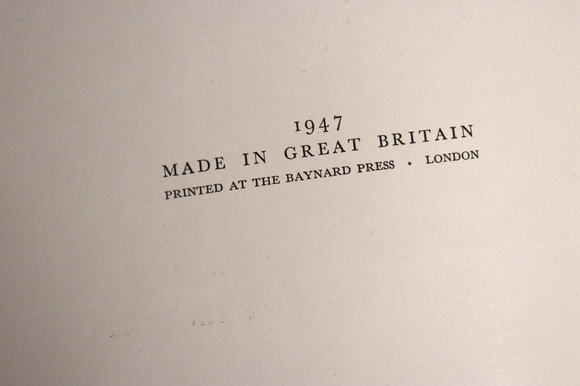 1947
MADE IN GREAT BRITAIN
PRINTED AT THE BAYNARD PRESS · LONDON